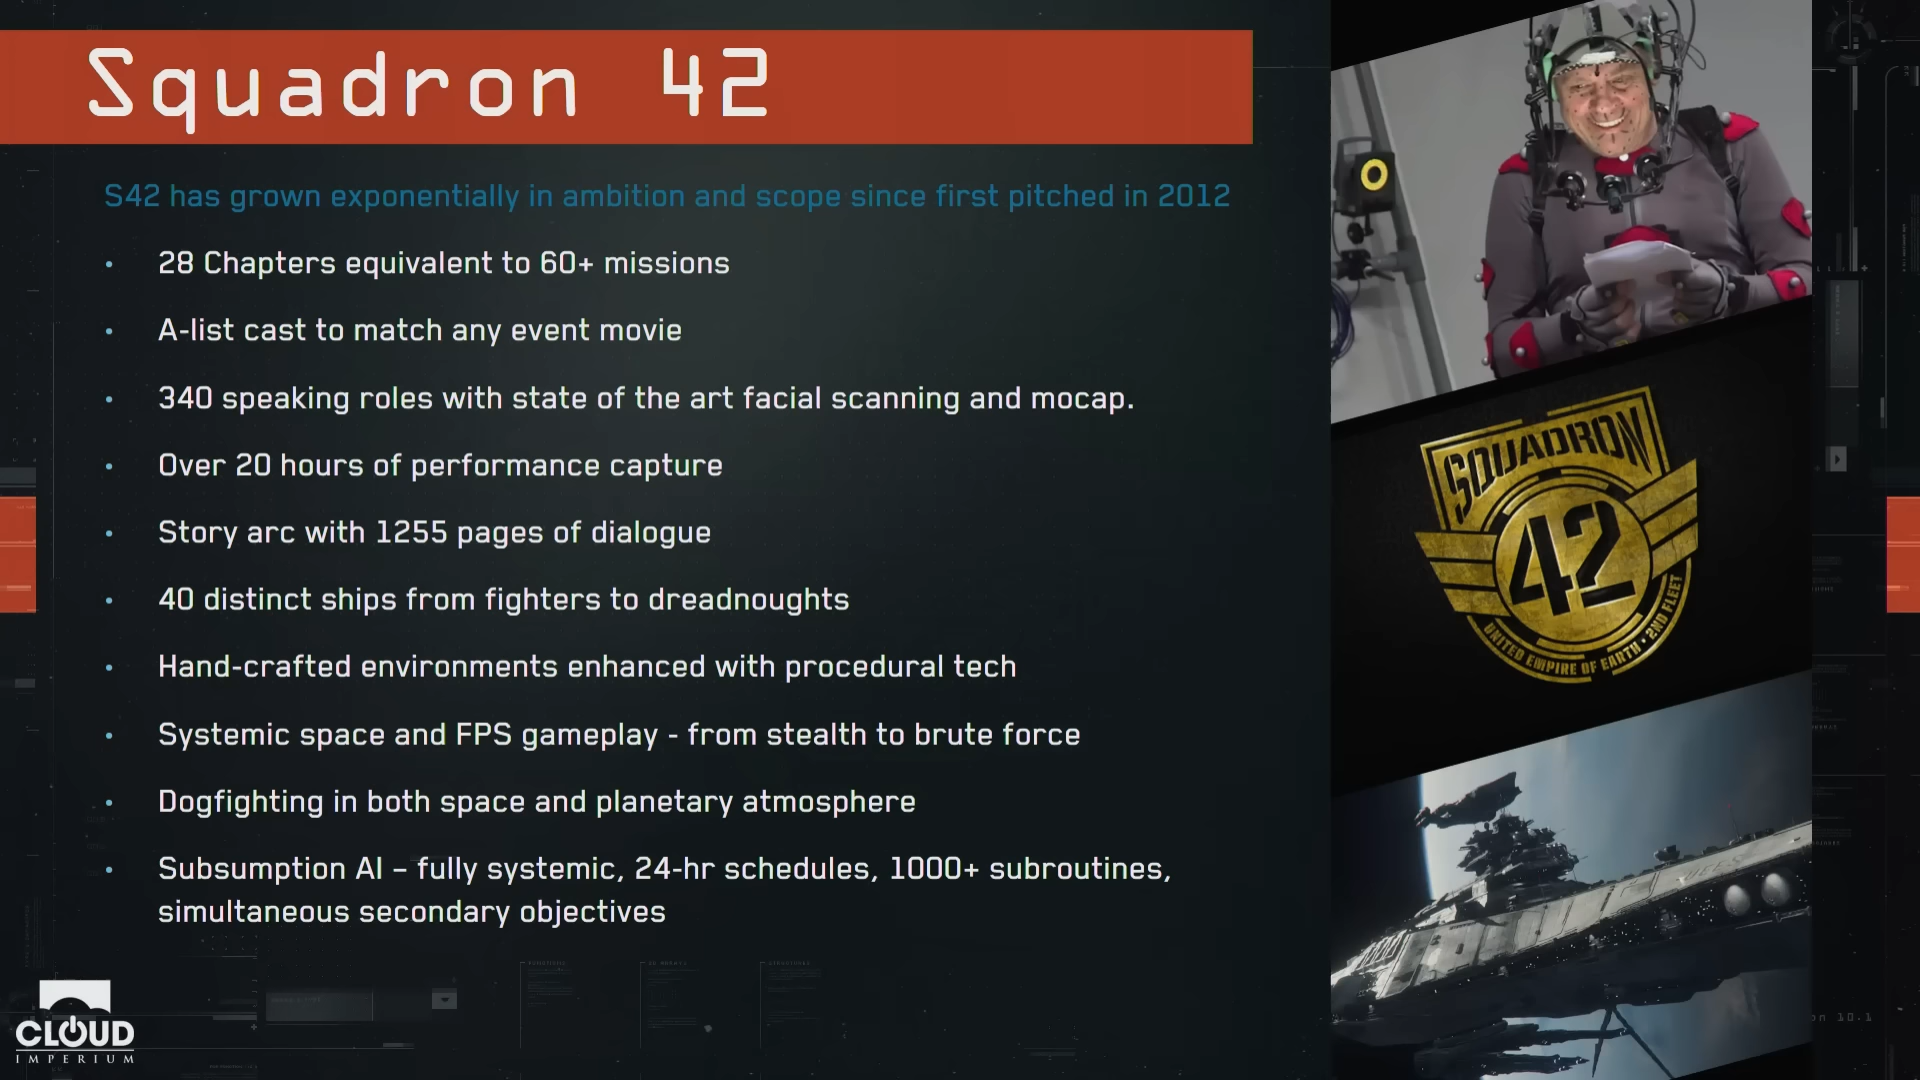 Squadron 42
S42 has grown exponentially in ambition and scope since first pitched in 2012
• 28 Chapters equivalent to 60+ missions
• A-list cast to match any event movie
• 340 speaking roles with state of the art facial scanning and mocap.
• Over 20 hours of performance capture
• Story arc with 1255 pages of dialogue
• 40 distinct ships from fighters to dreadnoughts
• Hand-crafted environments enhanced with procedural tech
• Systemic space and FPS gameplay - from stealth to brute force
• Dogfighting in both space and planetary atmosphere
• Subsumption AI – fully systemic, 24-hr schedules, 1000+ subroutines,
simultaneous secondary objectives
SQUADRON
42
UNITED EMPIRE OF EARTH • 2ND FLEET
CLOUD
IMPERIUM